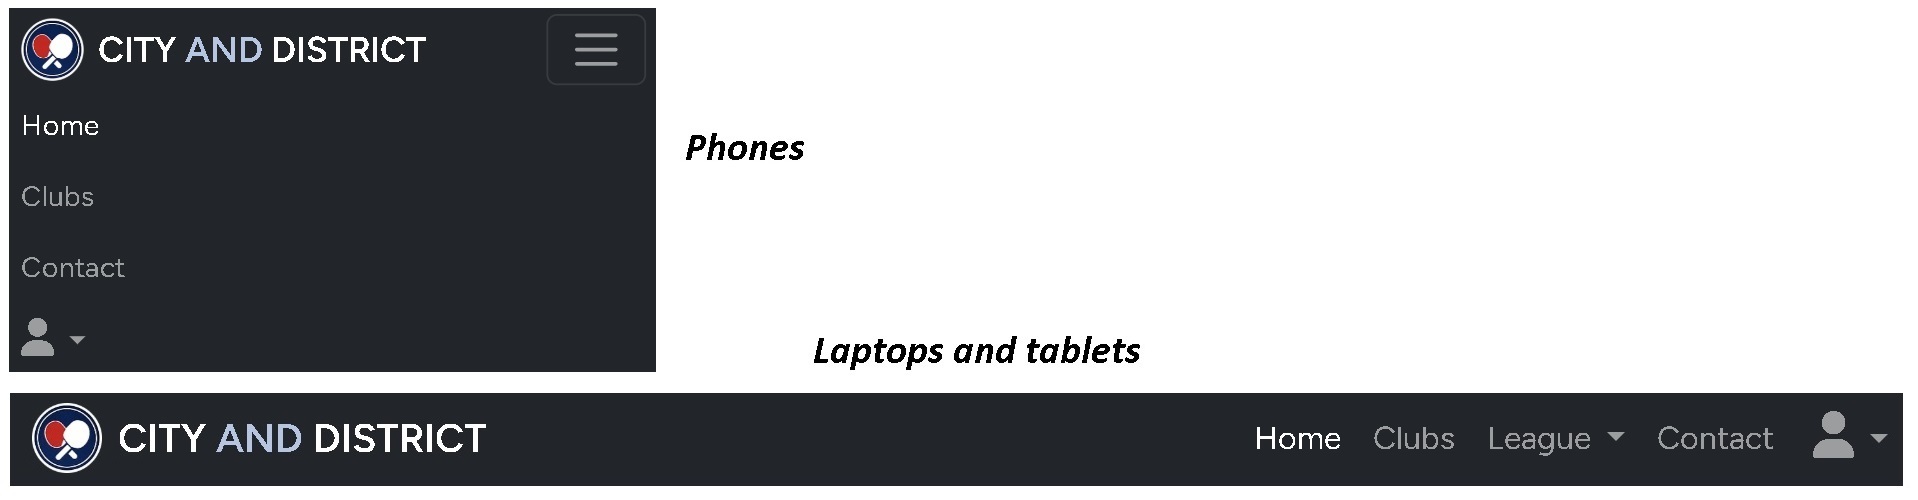 CITY AND DISTRICT
Home
Phones
Clubs
Contact
Laptops and tablets
CITY AND DISTRICT Home Clubs League Contact